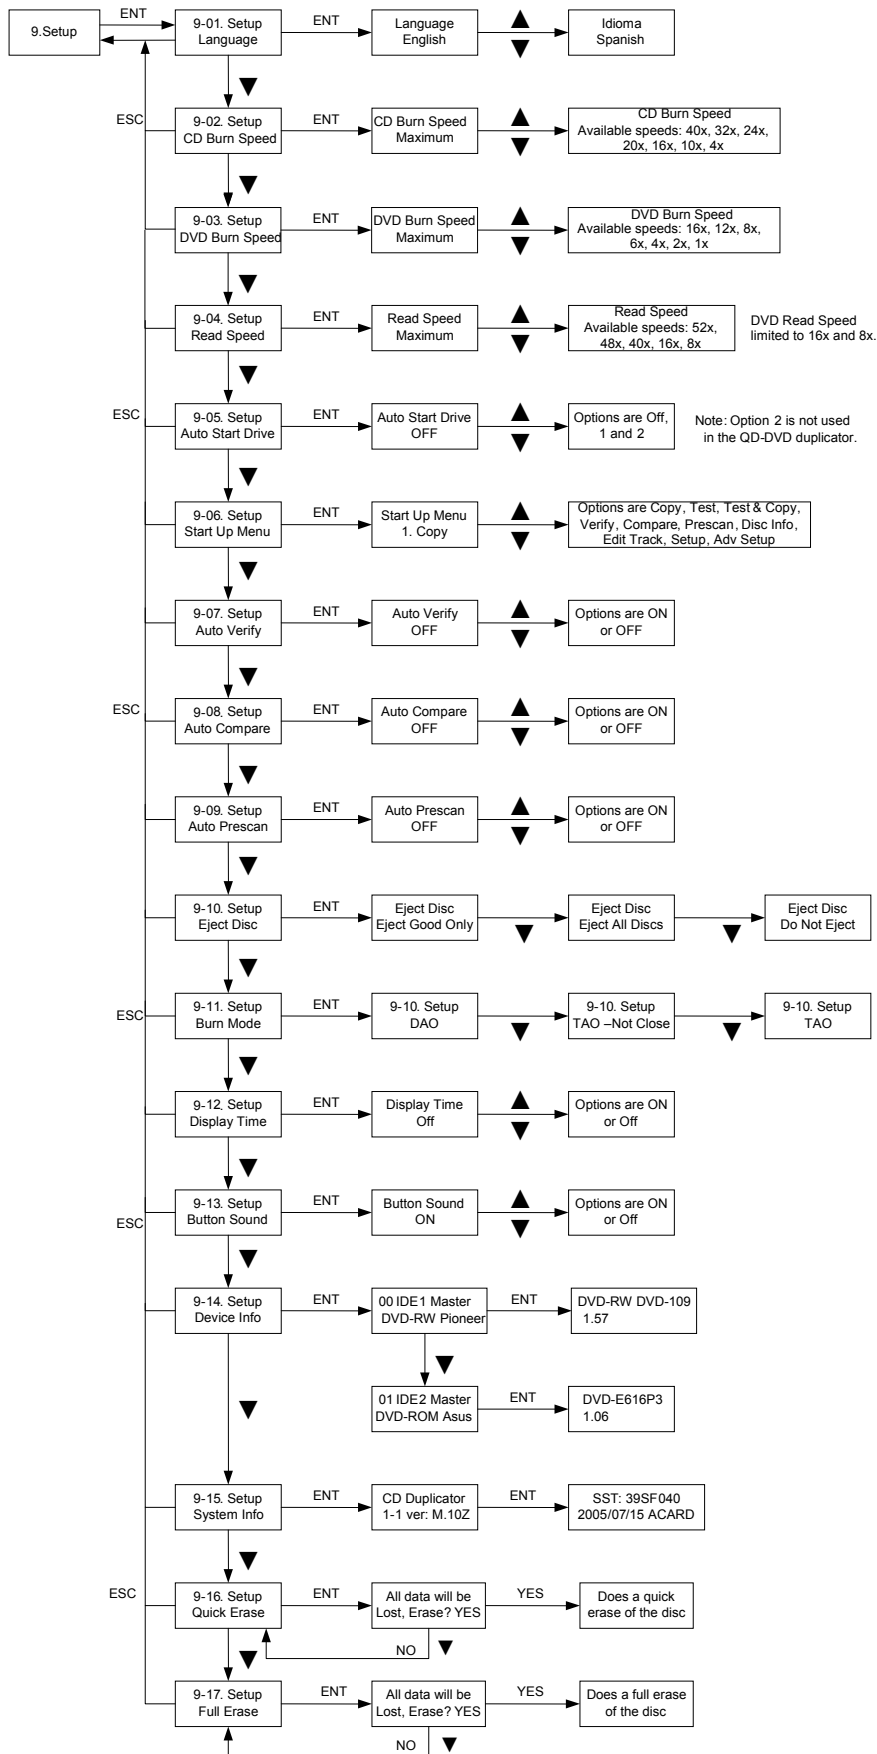 9.Setup
ENT
9-01. Setup
Language
ENT
Language
English
Idioma
Spanish
ESC
9-02. Setup
CD Burn Speed
ENT
CD Burn Speed
Maximum
CD Burn Speed
Available speeds: 40x, 32x, 24x,
20x, 16x, 10x, 4x
9-03. Setup
DVD Burn Speed
ENT
DVD Burn Speed
Maximum
DVD Burn Speed
Available speeds: 16x, 12x, 8x,
6x, 4x, 2x, 1x
9-04. Setup
Read Speed
ENT
Read Speed
Maximum
Read Speed
Available speeds: 52x,
48x, 40x, 16x, 8x
DVD Read Speed
limited to 16x and 8x.
ESC
9-05. Setup
Auto Start Drive
ENT
Auto Start Drive
OFF
Options are Off,
1 and 2
Note: Option 2 is not used
in the QD-DVD duplicator.
9-06. Setup
Start Up Menu
ENT
Start Up Menu
1. Copy
Options are Copy, Test, Test & Copy,
Verify, Compare, Prescan, Disc Info,
Edit Track, Setup, Adv Setup
9-07. Setup
Auto Verify
ENT
Auto Verify
OFF
Options are ON
or OFF
ESC
9-08. Setup
Auto Compare
ENT
Auto Compare
OFF
Options are ON
or OFF
9-09. Setup
Auto Prescan
ENT
Auto Prescan
OFF
Options are ON
or OFF
9-10. Setup
Eject Disc
ENT
Eject Disc
Eject Good Only
Eject Disc
Eject All Discs
Eject Disc
Do Not Eject
ESC
9-11. Setup
Burn Mode
ENT
9-10. Setup
DAO
9-10. Setup
TAO –Not Close
9-10. Setup
TAO
9-12. Setup
Display Time
ENT
Display Time
Off
Options are ON
or Off
ESC
9-13. Setup
Button Sound
ENT
Button Sound
ON
Options are ON
or Off
9-14. Setup
Device Info
ENT
00 IDE1 Master
DVD-RW Pioneer
ENT
DVD-RW DVD-109
1.57
01 IDE2 Master
DVD-ROM Asus
ENT
DVD-E616P3
1.06
9-15. Setup
System Info
ENT
CD Duplicator
1-1 ver: M.10Z
ENT
SST: 39SF040
2005/07/15 ACARD
ESC
9-16. Setup
Quick Erase
ENT
All data will be
Lost, Erase? YES
YES
Does a quick
erase of the disc
NO
9-17. Setup
Full Erase
ENT
All data will be
Lost, Erase? YES
YES
Does a full erase
of the disc
NO